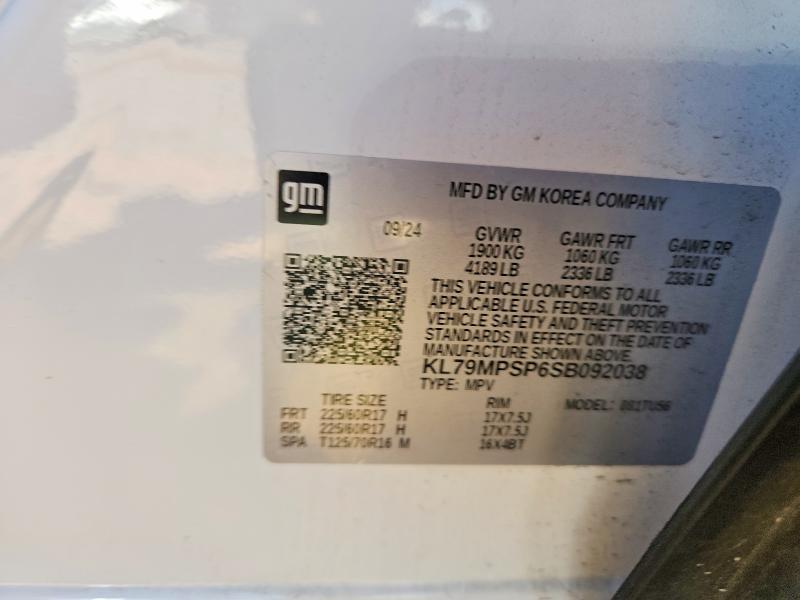 gm
MFD BY GM KOREA COMPANY
09/24
GVWR GAWR FRT GAWR RR
1900 KG 1060 KG 1060 KG
4189 LB 2336 LB 2336 LB
THIS VEHICLE CONFORMS TO ALL
APPLICABLE U.S. FEDERAL MOTOR
VEHICLE SAFETY AND THEFT PREVENTION
STANDARDS IN EFFECT ON THE DATE OF
MANUFACTURE SHOWN ABOVE.
KL79MPSP6SB092038
TYPE: MPV
TIRE SIZE RIM MODEL:
FRT 225/60R17 H 17X7.5J
RR 225/60R17 H 17X7.5J
SPA T125/70R16 M 16X4BT